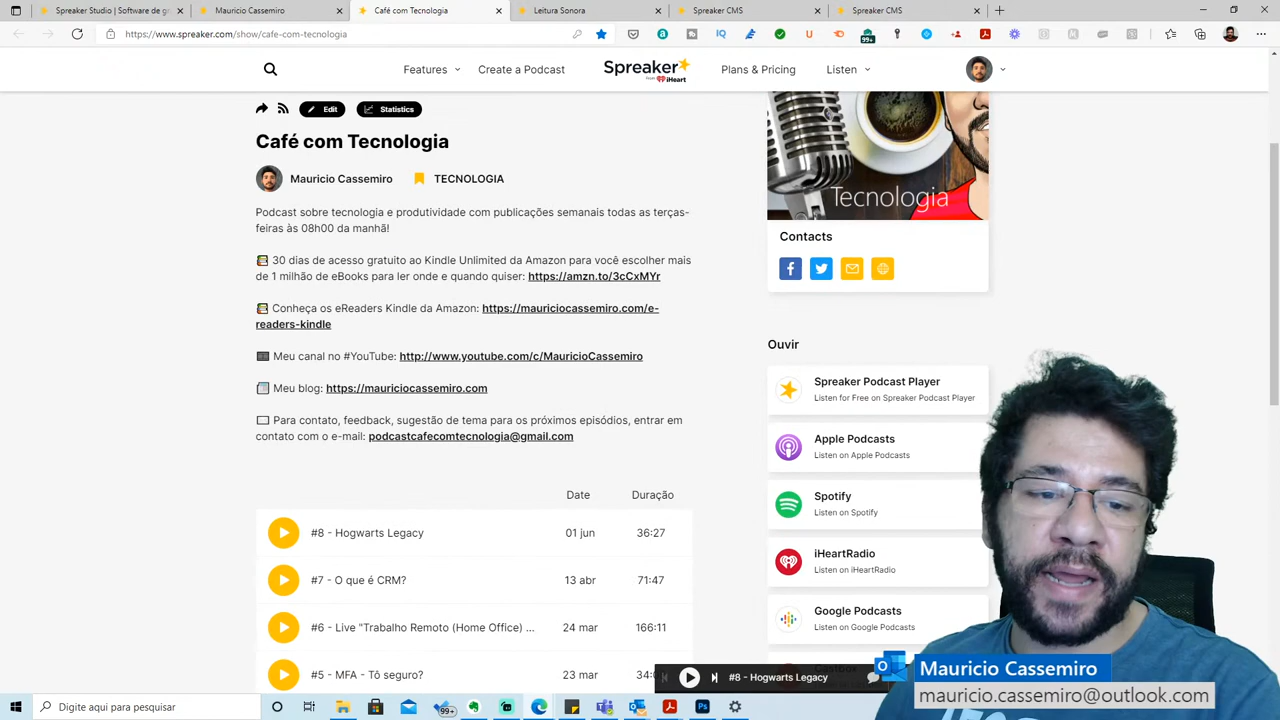 Spreaker Studio | Software de g
Mauricio Cassemiro
Café com Tecnologia
Leitura Sonora
Spreaker CMS
Spreaker CMS
https://www.spreaker.com/show/cafe-com-tecnologia
99+
Features
Create a Podcast
Spreaker
From iHeart
Plans & Pricing
Listen
Edit
Statistics
Café com Tecnologia
Mauricio Cassemiro
TECNOLOGIA
Podcast sobre tecnologia e produtividade com publicações semanais todas as terças-
feiras às 08h00 da manhã!
30 dias de acesso gratuito ao Kindle Unlimited da Amazon para você escolher mais
de 1 milhão de eBooks para ler onde e quando quiser: https://amzn.to/3cCxMYr
Conheça os eReaders Kindle da Amazon: https://mauriciocassemiro.com/e-
readers-kindle
Meu canal no #YouTube: http://www.youtube.com/c/MauricioCassemiro
Meu blog: https://mauriciocassemiro.com
Para contato, feedback, sugestão de tema para os próximos episódios, entrar em
contato com o e-mail: podcastcafecomtecnologia@gmail.com
Date
Duração
#8 - Hogwarts Legacy
01 jun
36:27
#7 - O que é CRM?
13 abr
71:47
#6 - Live "Trabalho Remoto (Home Office) ...
24 mar
166:11
#5 - MFA - Tô seguro?
23 mar
Tecnologia
Contacts
Ouvir
Spreaker Podcast Player
Listen for Free on Spreaker Podcast Player
Apple Podcasts
Listen on Apple Podcasts
Spotify
Listen on Spotify
iHeartRadio
Listen on iHeartRadio
Google Podcasts
Listen on Google Podcasts
#8 - Hogwarts Legacy
Mauricio Cassemiro
mauricio.cassemiro@outlook.com
Digite aqui para pesquisar
99+